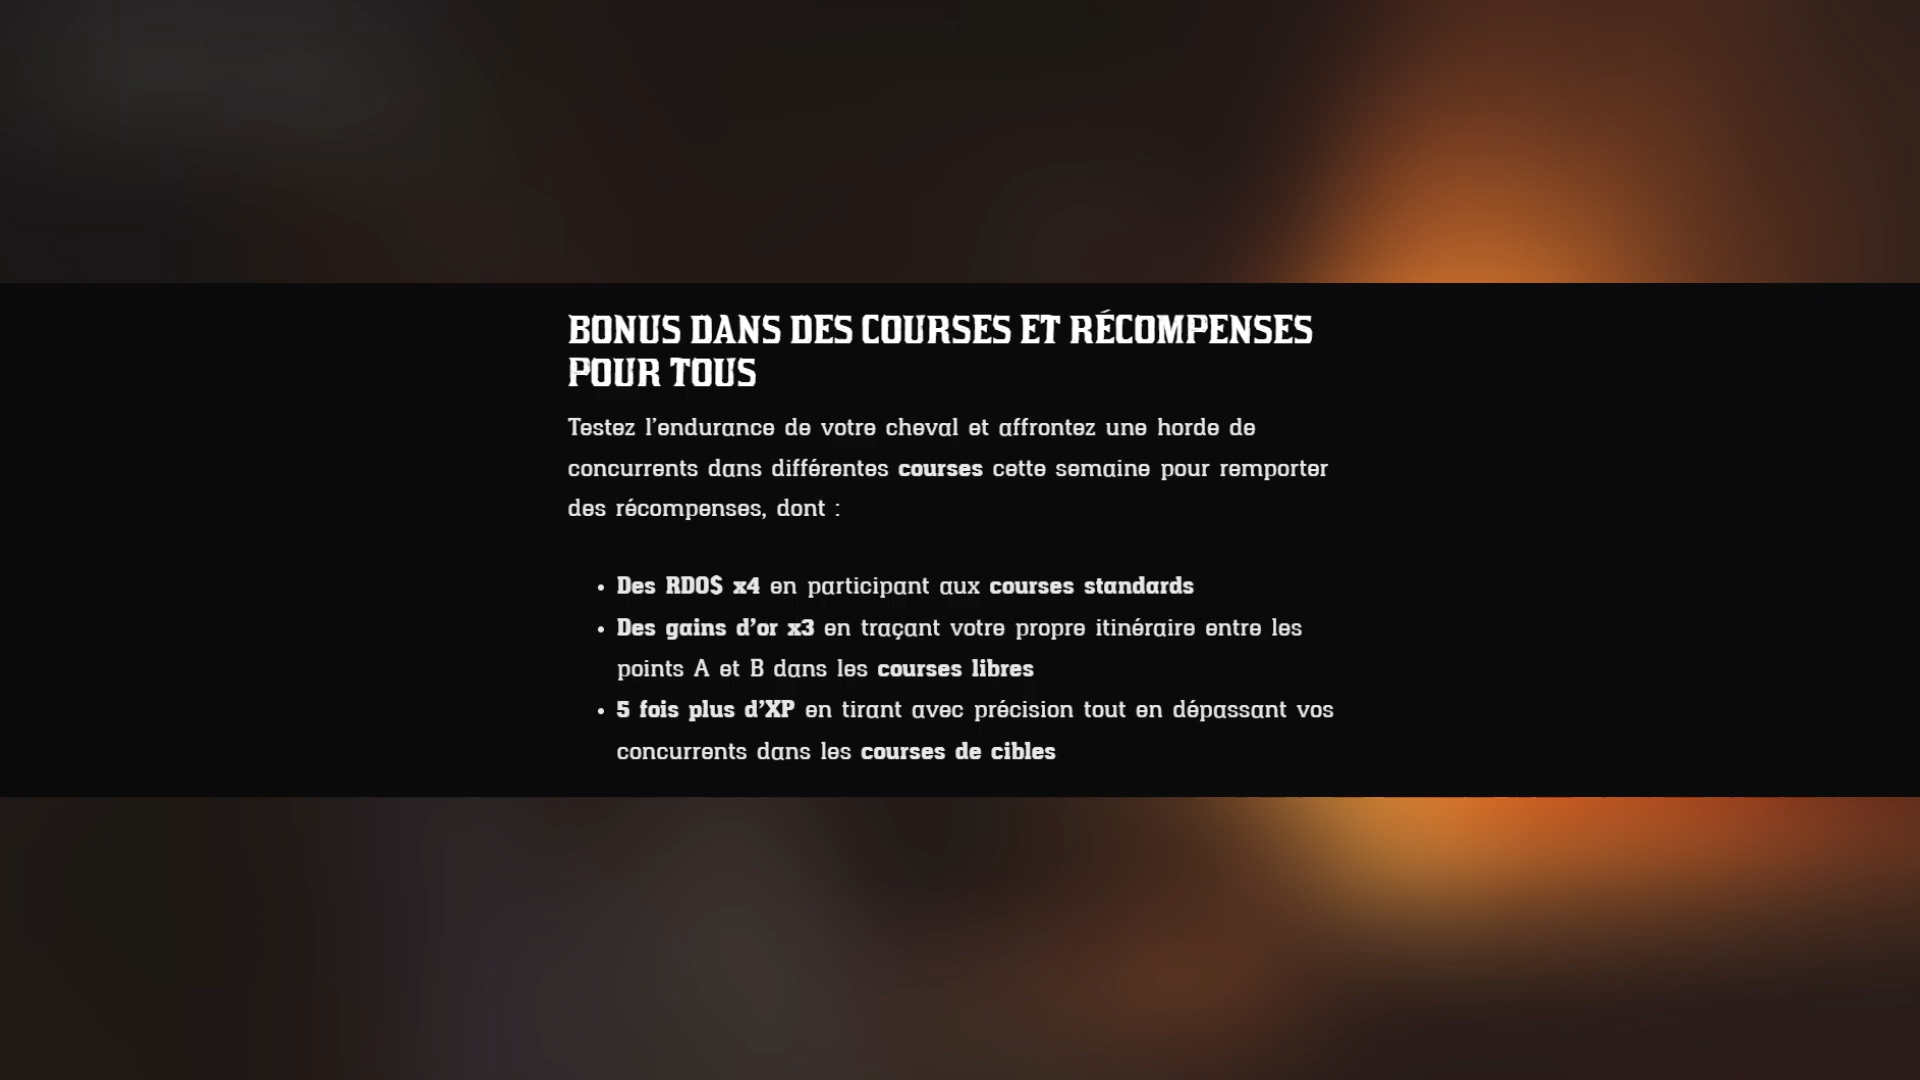 BONUS DANS DES COURSES ET RÉCOMPENSES
POUR TOUS
Testez l’endurance de votre cheval et affrontez une horde de
concurrents dans différentes courses cette semaine pour remporter
des récompenses, dont :
• Des RDO$ x4 en participant aux courses standards
• Des gains d’or x3 en traçant votre propre itinéraire entre les
points A et B dans les courses libres
• 5 fois plus d’XP en tirant avec précision tout en dépassant vos
concurrents dans les courses de cibles